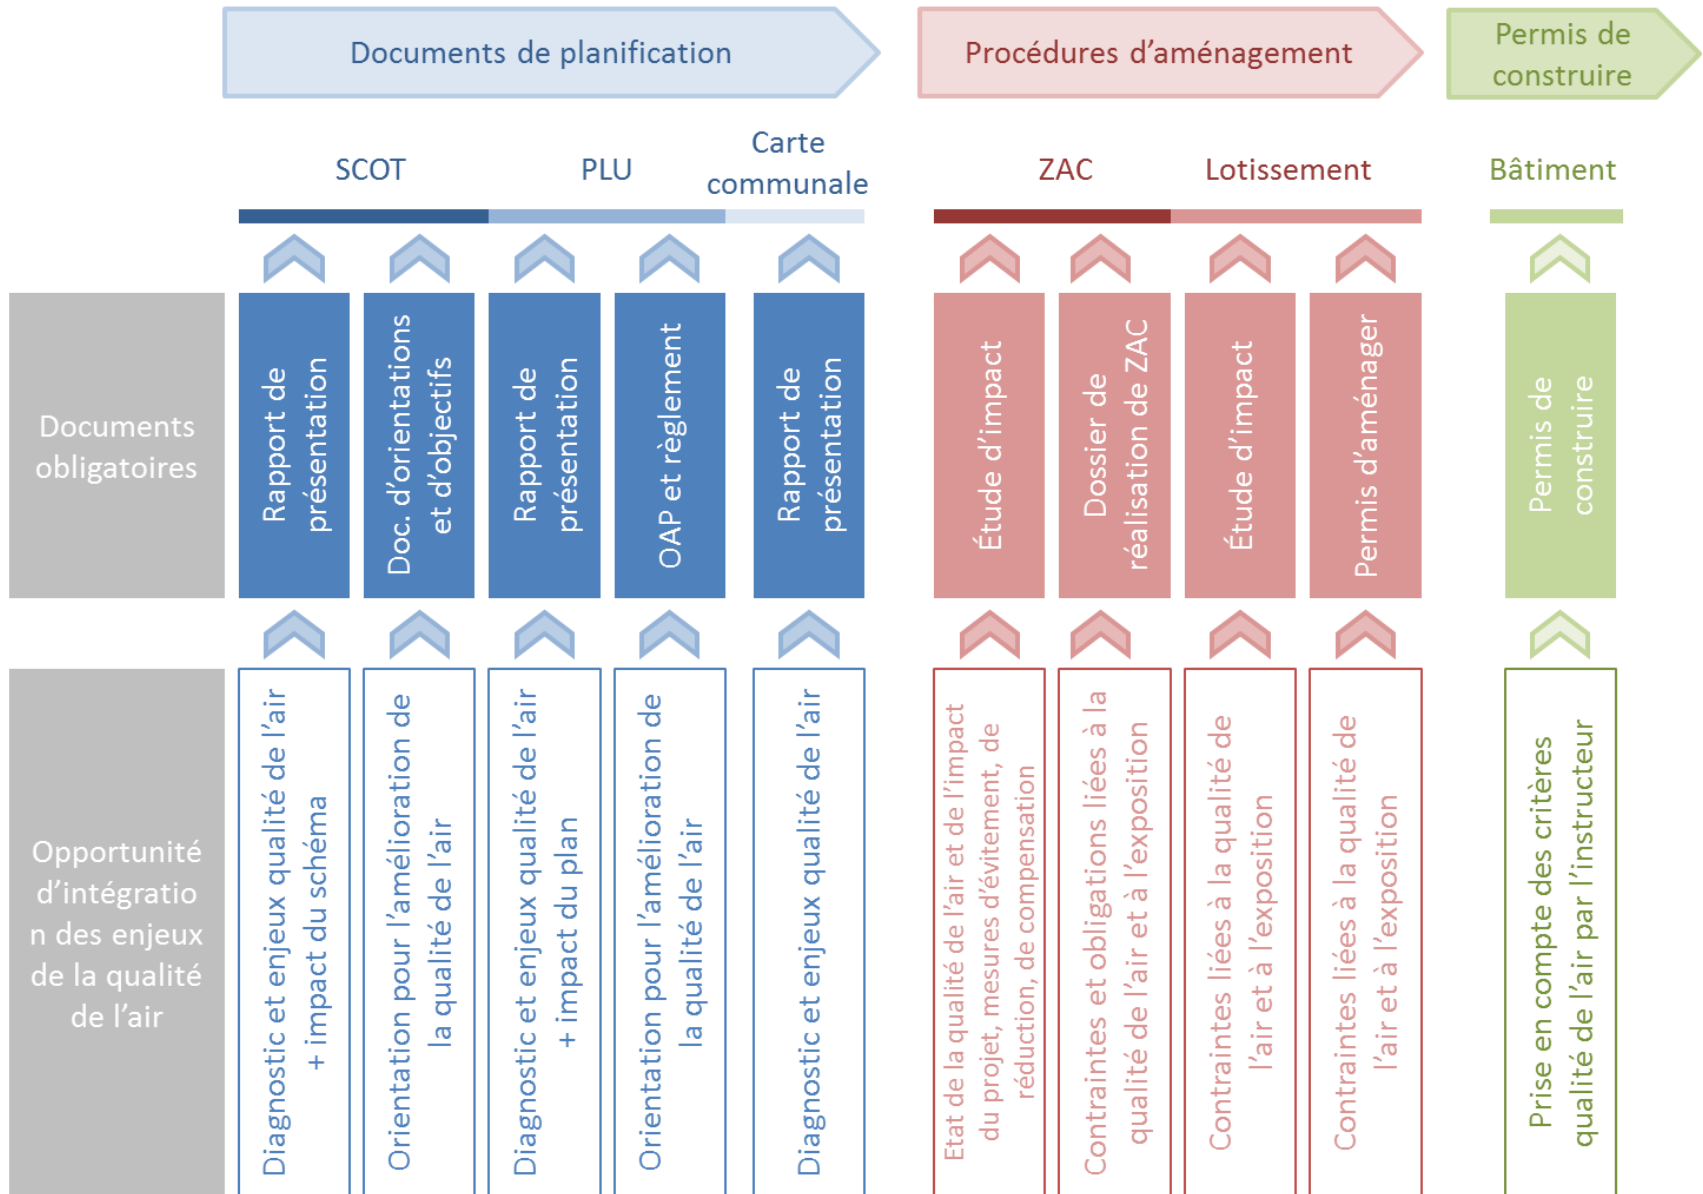 Documents de planification
Procédures d'aménagement
Permis de
construire
SCOT
PLU
Carte
communale
ZAC
Lotissement
Bâtiment
Documents
obligatoires
Rapport de
présentation
Doc. d'orientations
et d'objectifs
Rapport de
présentation
OAP et règlement
Rapport de
présentation
Étude d'impact
Dossier de
réalisation de ZAC
Étude d'impact
Permis d'aménager
Permis de
construire
Opportunité
d'intégratio
n des enjeux
de la qualité
de l'air
Diagnostic et enjeux qualité de l'air
+ impact du schéma
Orientation pour l'amélioration de
la qualité de l'air
Diagnostic et enjeux qualité de l'air
+ impact du plan
Orientation pour l'amélioration de
la qualité de l'air
Diagnostic et enjeux qualité de l'air
Etat de la qualité de l'air et de l'impact
du projet, mesures d'évitement, de
réduction, de compensation
Contraintes et obligations liées à la
qualité de l'air et à l'exposition
Contraintes liées à la qualité de
l'air et à l'exposition
Contraintes liées à la qualité de
l'air et à l'exposition
Prise en compte des critères
qualité de l'air par l'instructeur